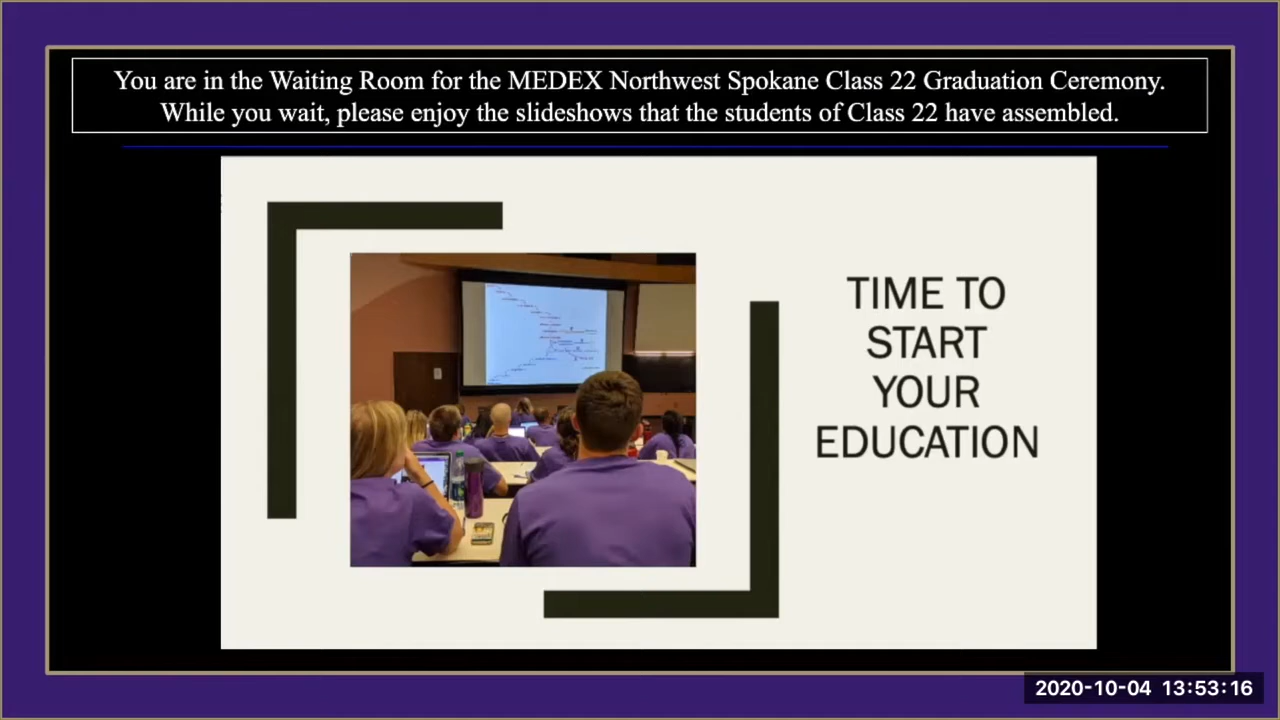 You are in the Waiting Room for the MEDEX Northwest Spokane Class 22 Graduation Ceremony.
While you wait, please enjoy the slideshows that the students of Class 22 have assembled.
TIME TO
START
YOUR
EDUCATION
2020-10-04 13:53:16